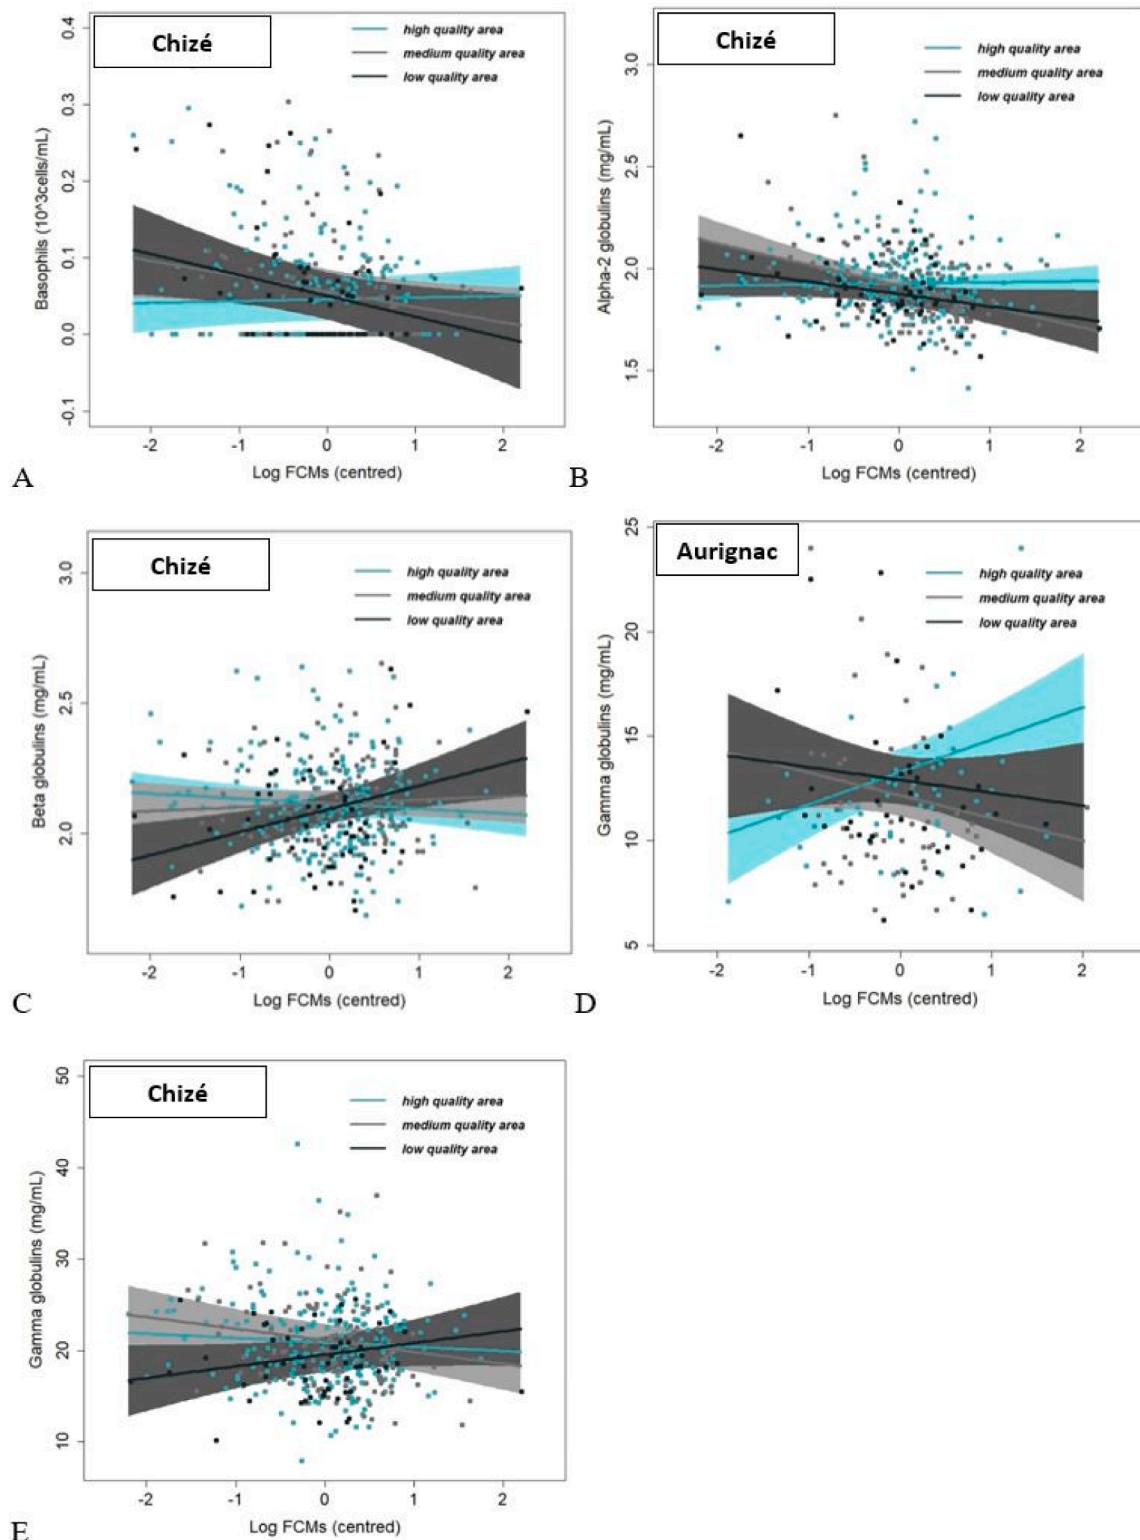 Chizé
high quality area
medium quality area
low quality area
0.4
0.3
0.2
0.1
0.0
-0.1
Basophils (10^3cells/mL)
-2 -1 0 1 2
Log FCMs (centred)
A
Chizé
high quality area
medium quality area
low quality area
3.0
2.5
2.0
1.5
Alpha-2 globulins (mg/mL)
-2 -1 0 1 2
Log FCMs (centred)
B
Chizé
high quality area
medium quality area
low quality area
3.0
2.5
2.0
Beta globulins (mg/mL)
-2 -1 0 1 2
Log FCMs (centred)
C
Aurignac
high quality area
medium quality area
low quality area
25
20
15
10
5
Gamma globulins (mg/mL)
-2 -1 0 1 2
Log FCMs (centred)
D
Chizé
high quality area
medium quality area
low quality area
50
40
30
20
10
Gamma globulins (mg/mL)
-2 -1 0 1 2
Log FCMs (centred)
E